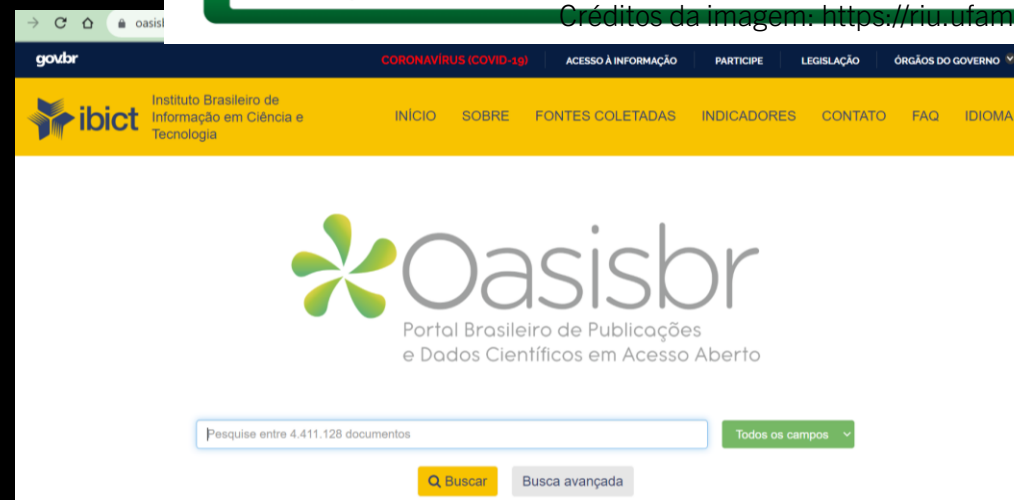 Créditos da imagem: https://riu.ufam
oasisl
gov.br
CORONAVÍRUS (COVID-19) ACESSO À INFORMAÇÃO PARTICIPE LEGISLAÇÃO ÓRGÃOS DO GOVERNO
ibict
Instituto Brasileiro de
Informação em Ciência e
Tecnologia
INÍCIO SOBRE FONTES COLETADAS INDICADORES CONTATO FAQ IDIOMA
Oasisbr
Portal Brasileiro de Publicações
e Dados Científicos em Acesso Aberto
Pesquise entre 4.411.128 documentos
Todos os campos
Buscar Busca avançada